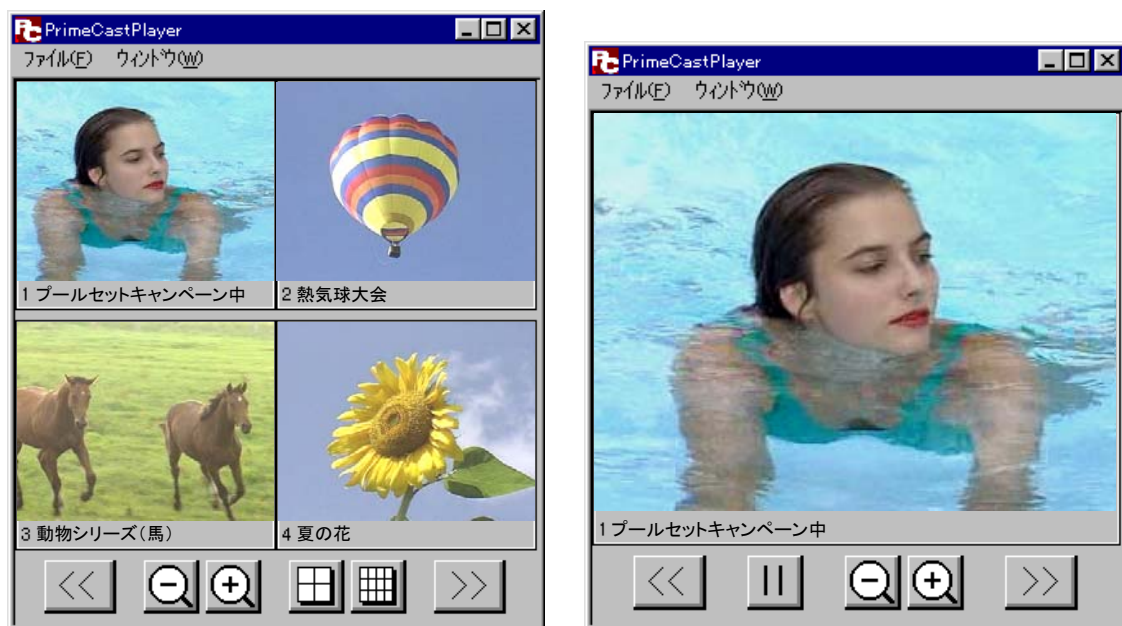 PrimeCastPlayer
ファイル(F) ウィンドウ(W)
1 プールセットキャンペーン中
2 熱気球大会
3 動物シリーズ(馬)
4 夏の花
<<
>>
PrimeCastPlayer
ファイル(F) ウィンドウ(W)
1 プールセットキャンペーン中
<<
>>